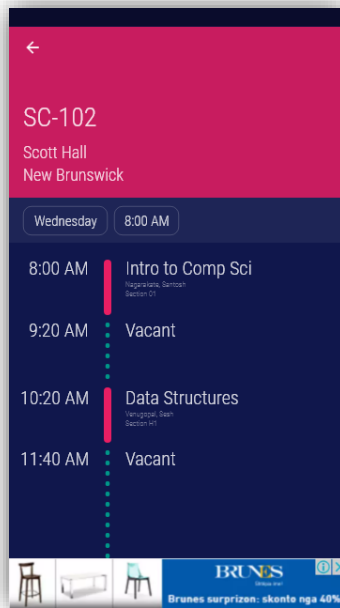 SC-102
Scott Hall
New Brunswick
Wednesday 8:00 AM
8:00 AM Intro to Comp Sci
Nagarakata, Santosh
Section 01
9:20 AM Vacant
10:20 AM Data Structures
Venugopal, Sesh
Section H1
11:40 AM Vacant
BRUNES
Brunes surprizon: skonto nga 40%